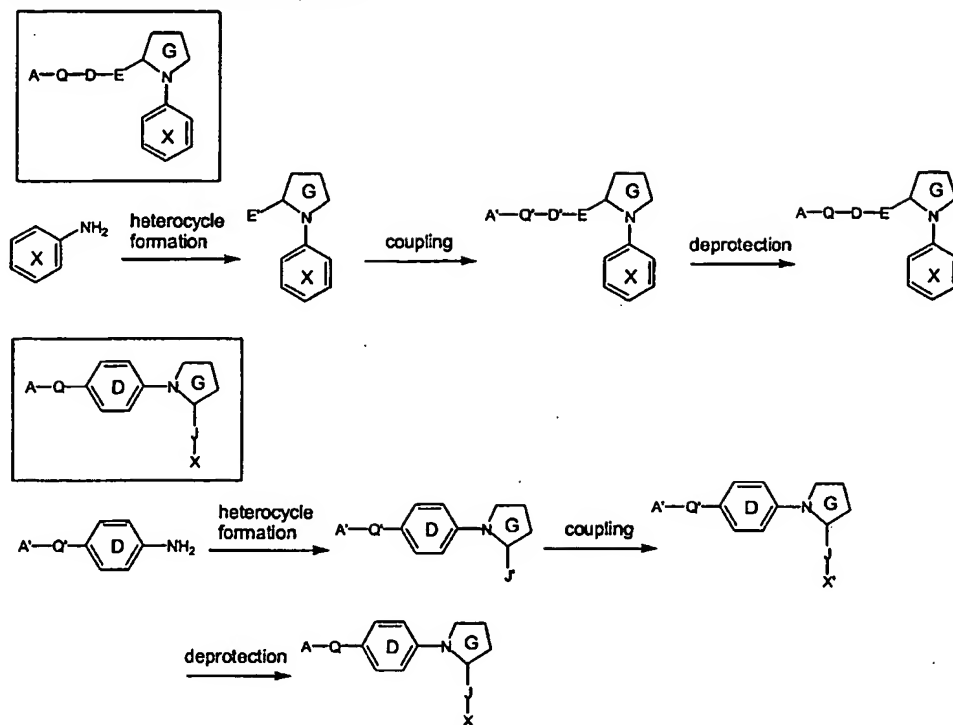 G
A-Q-D-E N
X
NH2 heterocycle formation E' G N X coupling A'-Q'-D'-E G N X deprotection A-Q-D-E G N X
A-Q D N G
J
X
A'-Q' D NH2 heterocycle formation A'-Q' D N G J' coupling A'-Q' D N G J X'
deprotection A-Q D N G
J
X